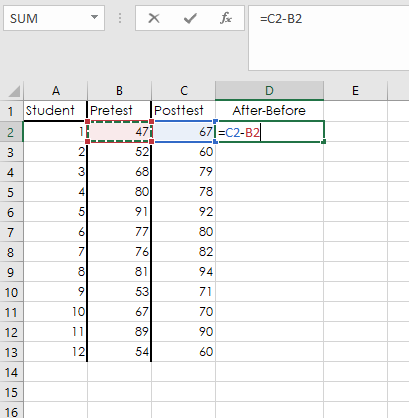 SUM fx =C2-B2
A B C D E
1 Student Pretest Posttest After-Before
2 1 47 67 =C2-B2
3 2 52 60
4 3 68 79
5 4 80 78
6 5 91 92
7 6 77 80
8 7 76 82
9 8 81 94
10 9 53 71
11 10 67 70
12 11 89 90
13 12 54 60
14
15
16